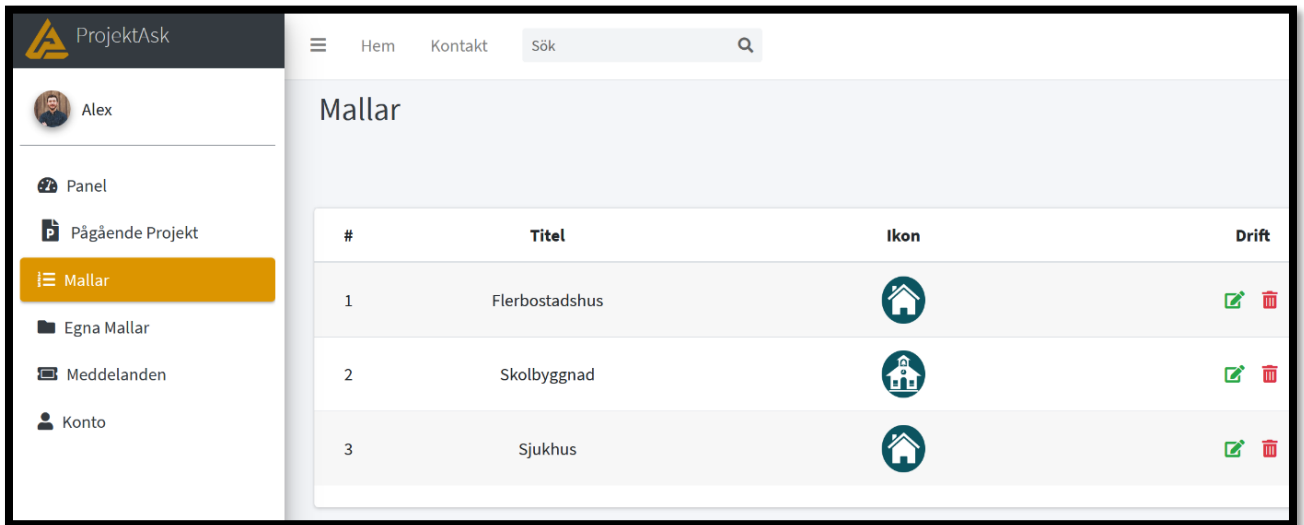 ProjektAsk
Hem Kontakt Sök
Alex
Mallar
Panel
Pågående Projekt
Mallar
Egna Mallar
Meddelanden
Konto
# Titel Ikon Drift
1 Flerbostadshus
2 Skolbyggnad
3 Sjukhus